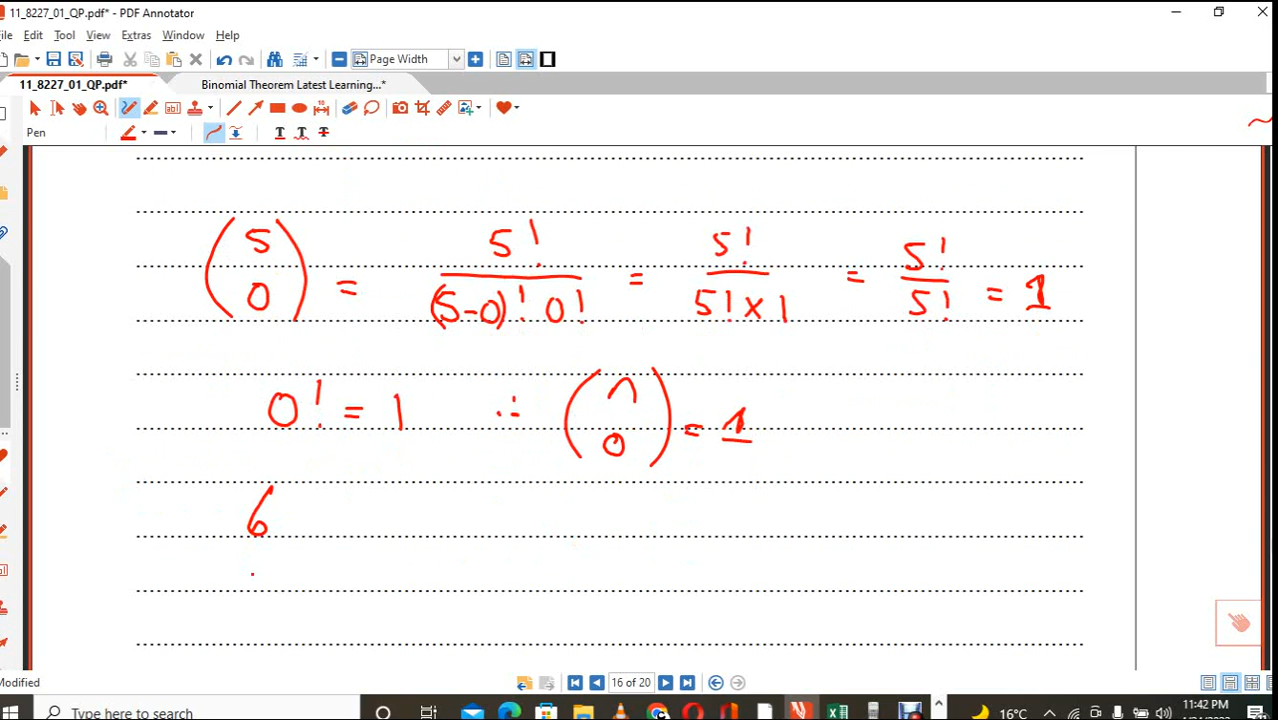 11_8227_01_QP.pdf* - PDF Annotator
ile Edit Tool View Extras Window Help
Page Width
11_8227_01_QP.pdf* Binomial Theorem Latest Learning...*
Pen
(5 0) = 5!/(5-0)! 0! = 5!/5! x 1 = 5!/5! = 1
0! = 1 ∴ (n 0) = 1
6
16 of 20
Modified
Type here to search 16°C 11:42 PM